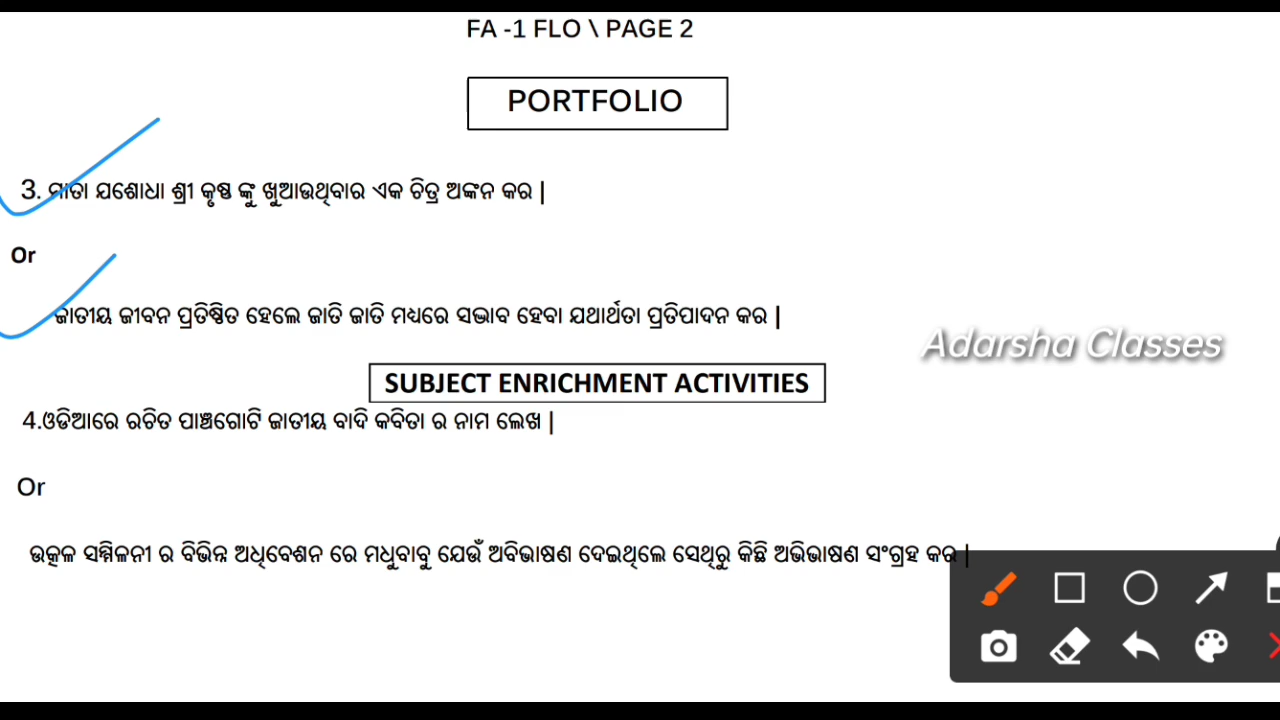 FA -1 FLO \ PAGE 2
PORTFOLIO
3. ମାତା ଯଶୋଧା ଶ୍ରୀ କୃଷ୍ଣ ଙ୍କୁ ଖୁଆଉଥିବାର ଏକ ଚିତ୍ର ଅଙ୍କନ କର |
Or
ଜାତୀୟ ଜୀବନ ପ୍ରତିଷ୍ଠିତ ହେଲେ ଜାତି ଜାତି ମଧ୍ୟରେ ସଦ୍ଭାବ ହେବା ଯଥାର୍ଥତା ପ୍ରତିପାଦନ କର |
Adarsha Classes
SUBJECT ENRICHMENT ACTIVITIES
4.ଓଡିଆରେ ରଚିତ ପାଞ୍ଚଗୋଟି ଜାତୀୟ ବାଦି କବିତା ର ନାମ ଲେଖ |
Or
ଉତ୍କଳ ସମ୍ମିଳନୀ ର ବିଭିନ୍ନ ଅଧିବେଶନ ରେ ମଧୁବାବୁ ଯେଉଁ ଅବିଭାଷଣ ଦେଇଥିଲେ ସେଥିରୁ କିଛି ଅଭିଭାଷଣ ସଂଗ୍ରହ କର |